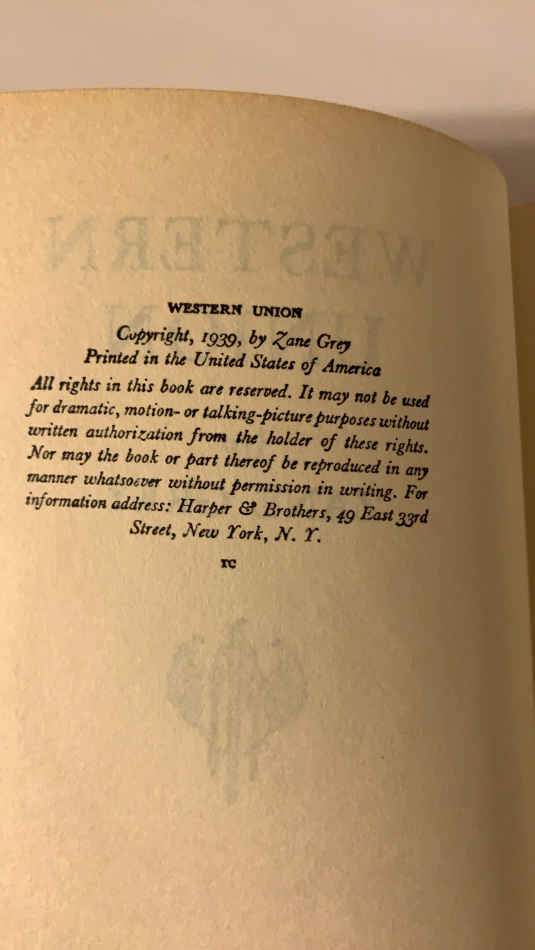 WESTERN UNION
Copyright, 1939, by Zane Grey
Printed in the United States of America
All rights in this book are reserved. It may not be used
for dramatic, motion- or talking-picture purposes without
written authorization from the holder of these rights.
Nor may the book or part thereof be reproduced in any
manner whatsoever without permission in writing. For
information address: Harper & Brothers, 49 East 33rd
Street, New York, N. Y.